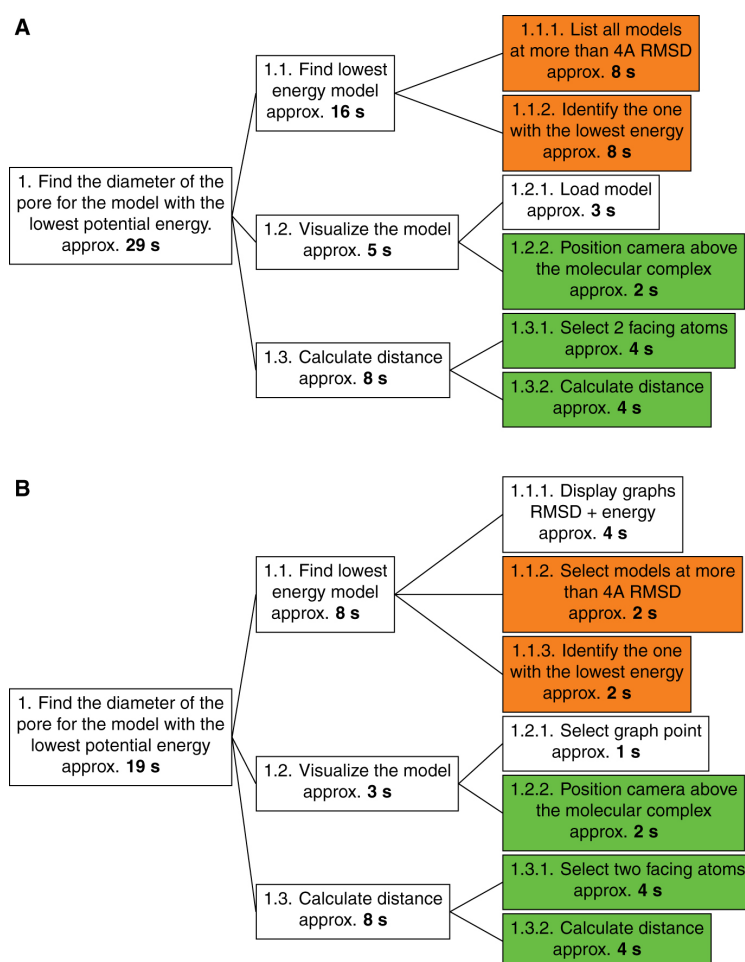 A
1. Find the diameter of the
pore for the model with the
lowest potential energy.
approx. 29 s
1.1. Find lowest
energy model
approx. 16 s
1.1.1. List all models
at more than 4A RMSD
approx. 8 s
1.1.2. Identify the one
with the lowest energy
approx. 8 s
1.2. Visualize the model
approx. 5 s
1.2.1. Load model
approx. 3 s
1.2.2. Position camera above
the molecular complex
approx. 2 s
1.3. Calculate distance
approx. 8 s
1.3.1. Select 2 facing atoms
approx. 4 s
1.3.2. Calculate distance
approx. 4 s
B
1. Find the diameter of the
pore for the model with the
lowest potential energy
approx. 19 s
1.1. Find lowest
energy model
approx. 8 s
1.1.1. Display graphs
RMSD + energy
approx. 4 s
1.1.2. Select models at more
than 4A RMSD
approx. 2 s
1.1.3. Identify the one
with the lowest energy
approx. 2 s
1.2. Visualize the model
approx. 3 s
1.2.1. Select graph point
approx. 1 s
1.2.2. Position camera above
the molecular complex
approx. 2 s
1.3. Calculate distance
approx. 8 s
1.3.1. Select two facing atoms
approx. 4 s
1.3.2. Calculate distance
approx. 4 s